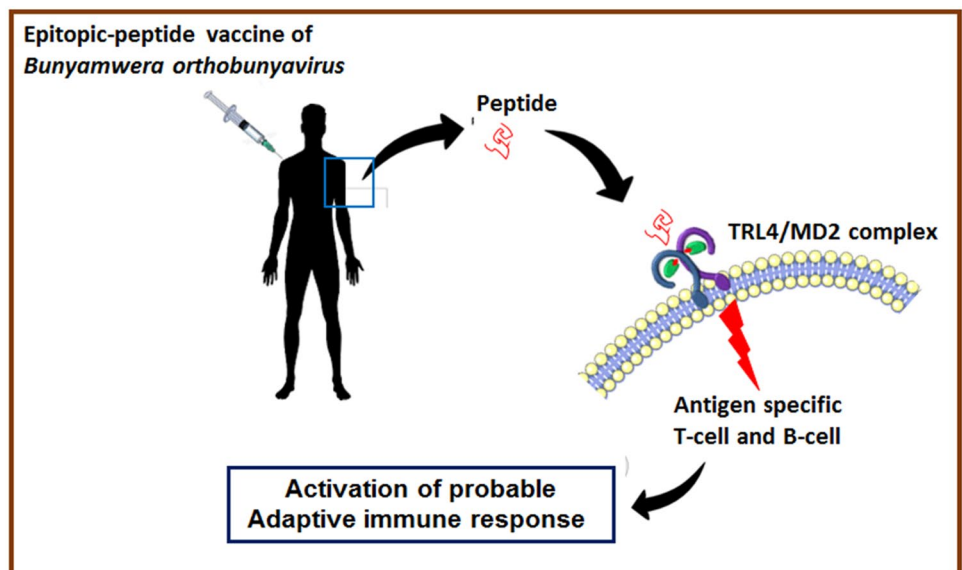 Epitopic-peptide vaccine of
Bunyamwera orthobunyavirus
Peptide
TRL4/MD2 complex
Antigen specific
T-cell and B-cell
Activation of probable
Adaptive immune response